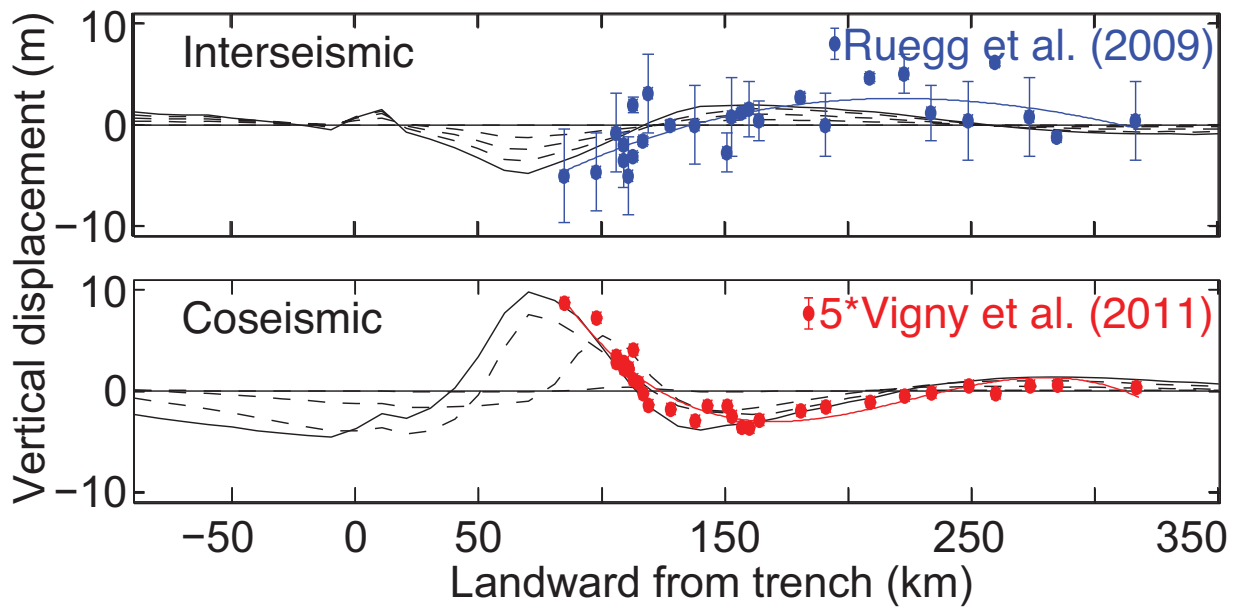 Vertical displacement (m)
10
0
−10
Interseismic
Ruegg et al. (2009)
10
0
−10
Coseismic
5*Vigny et al. (2011)
−50 0 50 150 250 350
Landward from trench (km)